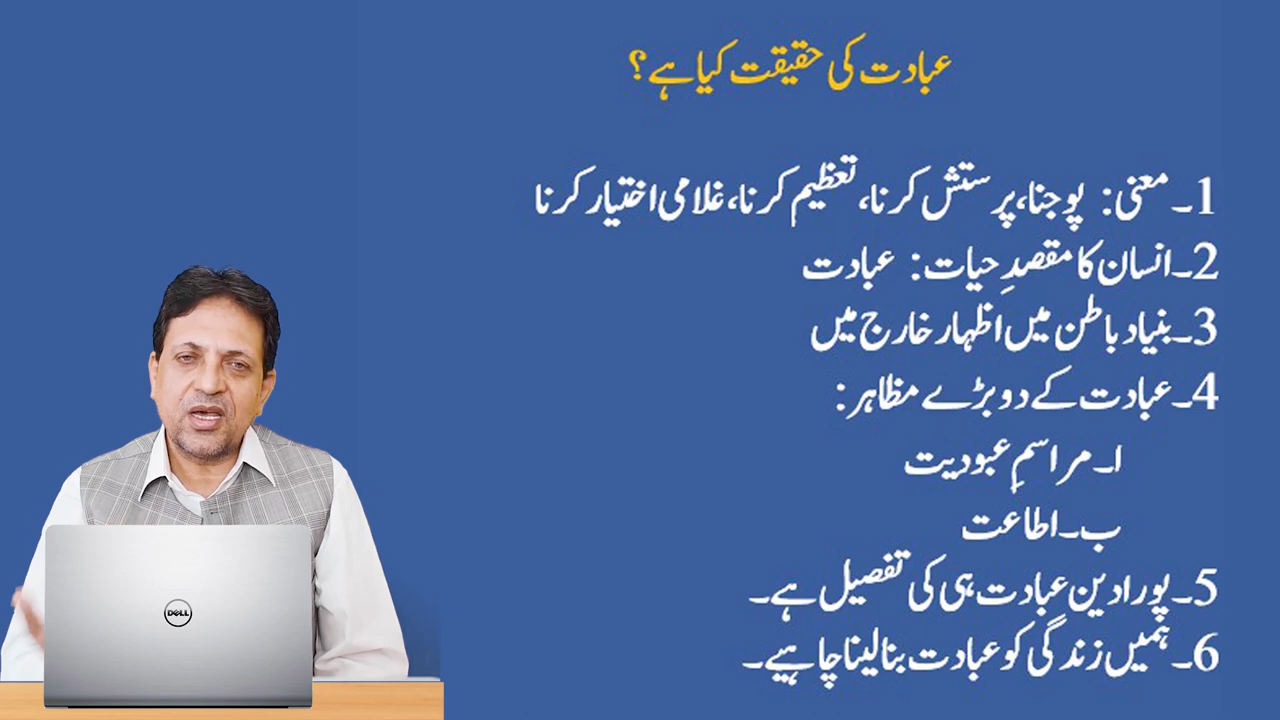 عبادت کی حقیقت کیا ہے؟
1۔ معنی: پوجنا، پرستش کرنا، تعظیم کرنا، غلامی اختیار کرنا
2۔ انسان کا مقصدِ حیات: عبادت
3۔ بنیاد باطن میں اظہار خارج میں
4۔ عبادت کے دو بڑے مظاہر:
ا۔ مراسمِ عبودیت
ب۔ اطاعت
5۔ پورا دین عبادت ہی کی تفصیل ہے۔
6۔ ہمیں زندگی کو عبادت بنا لینا چاہیے۔
DELL